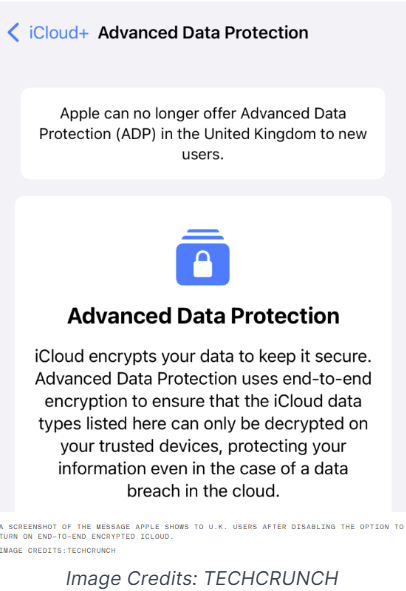 iCloud+ Advanced Data Protection
Apple can no longer offer Advanced Data
Protection (ADP) in the United Kingdom to new
users.
Advanced Data Protection
iCloud encrypts your data to keep it secure.
Advanced Data Protection uses end-to-end
encryption to ensure that the iCloud data
types listed here can only be decrypted on
your trusted devices, protecting your
information even in the case of a data
breach in the cloud.
A SCREENSHOT OF THE MESSAGE APPLE SHOWS TO U.K. USERS AFTER DISABLING THE OPTION TO
TURN ON END-TO-END ENCRYPTED ICLOUD.
IMAGE CREDITS:TECHCRUNCH
Image Credits: TECHCRUNCH